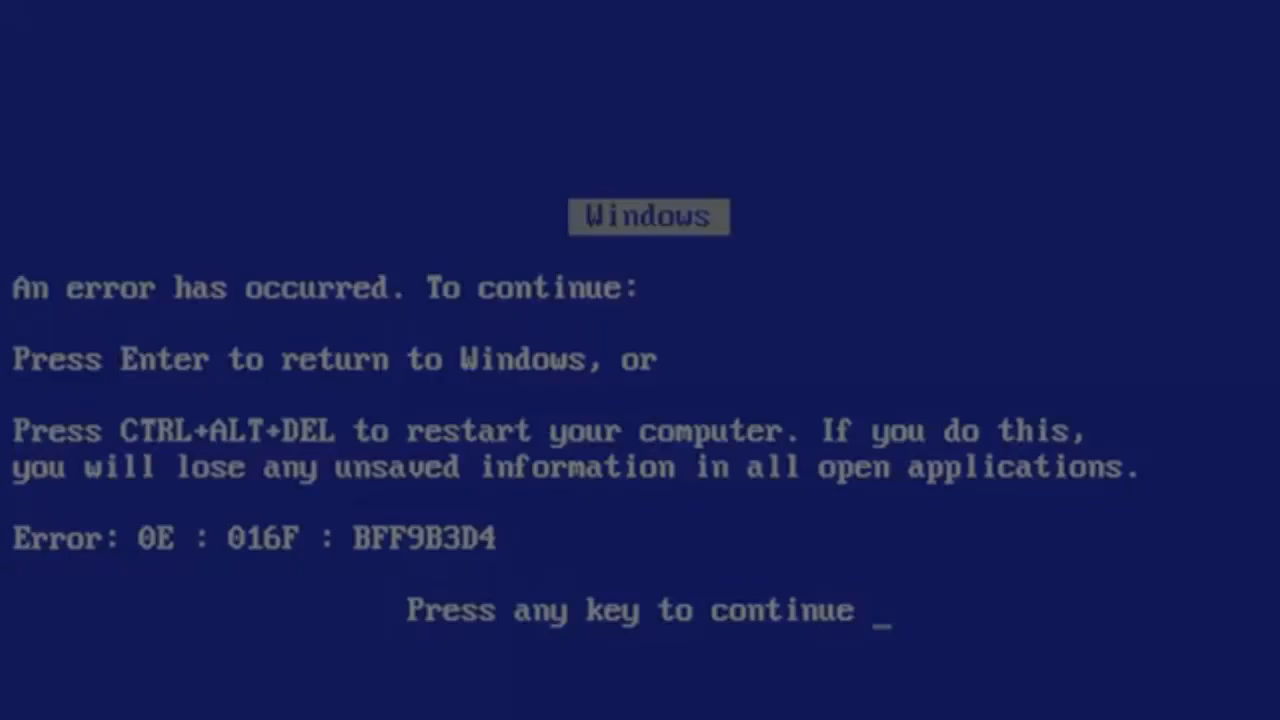 Windows
An error has occurred. To continue:
Press Enter to return to Windows, or
Press CTRL+ALT+DEL to restart your computer. If you do this,
you will lose any unsaved information in all open applications.
Error: 0E : 016F : BFF9B3D4
Press any key to continue _